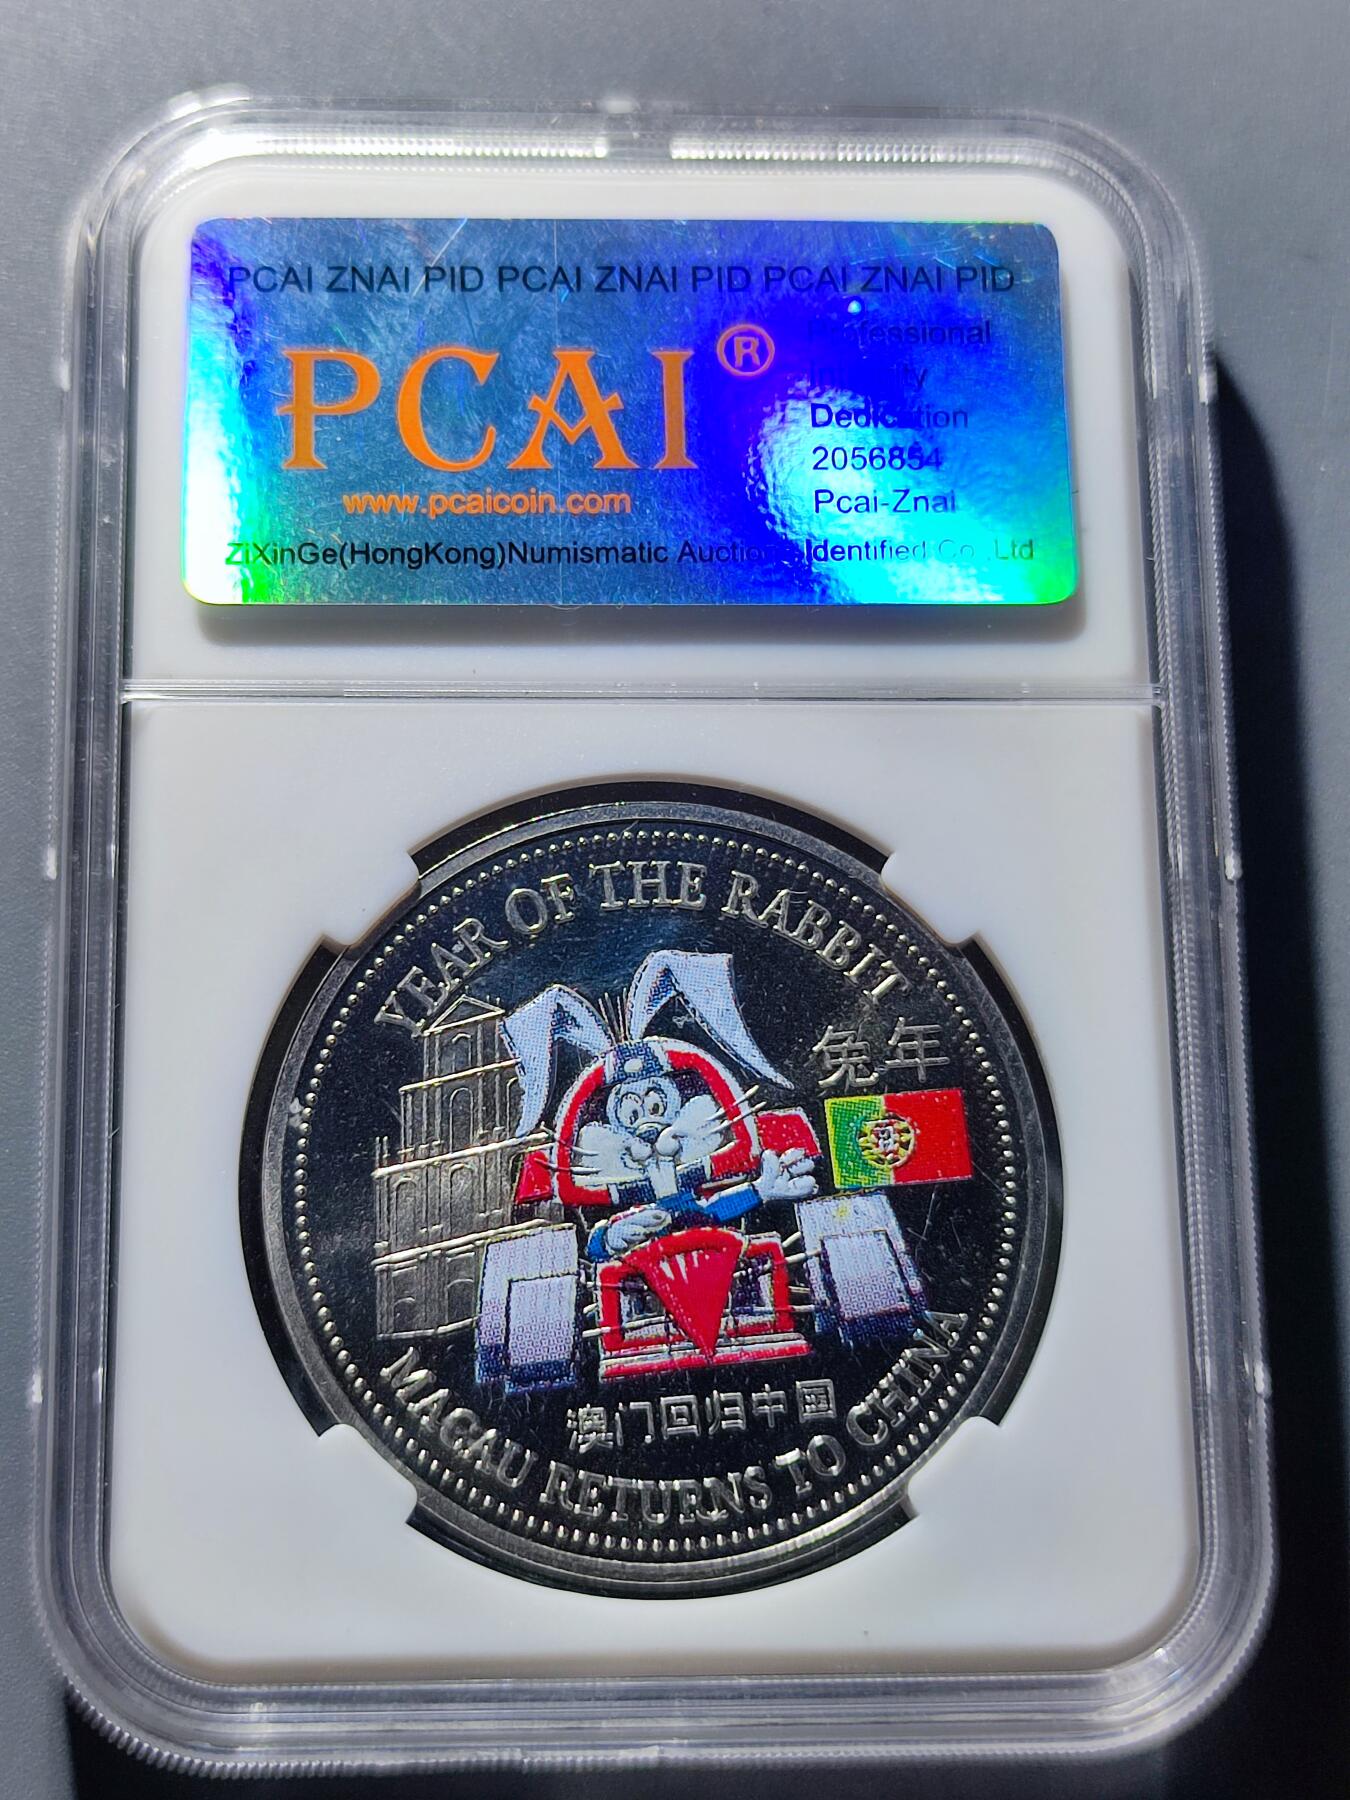 PCAI ZNAI PID PCAI ZNAI PID PCAI ZNAI PID
PCAI®
www.pcaicoin.com
Professional
Integrity
Dedication
2056854
Pcai-Znai
ZiXinGe(HongKong)Numismatic Auction Identified Co.,Ltd
YEAR OF THE RABBIT
兔年
澳门回归中国
MACAU RETURNS TO CHINA